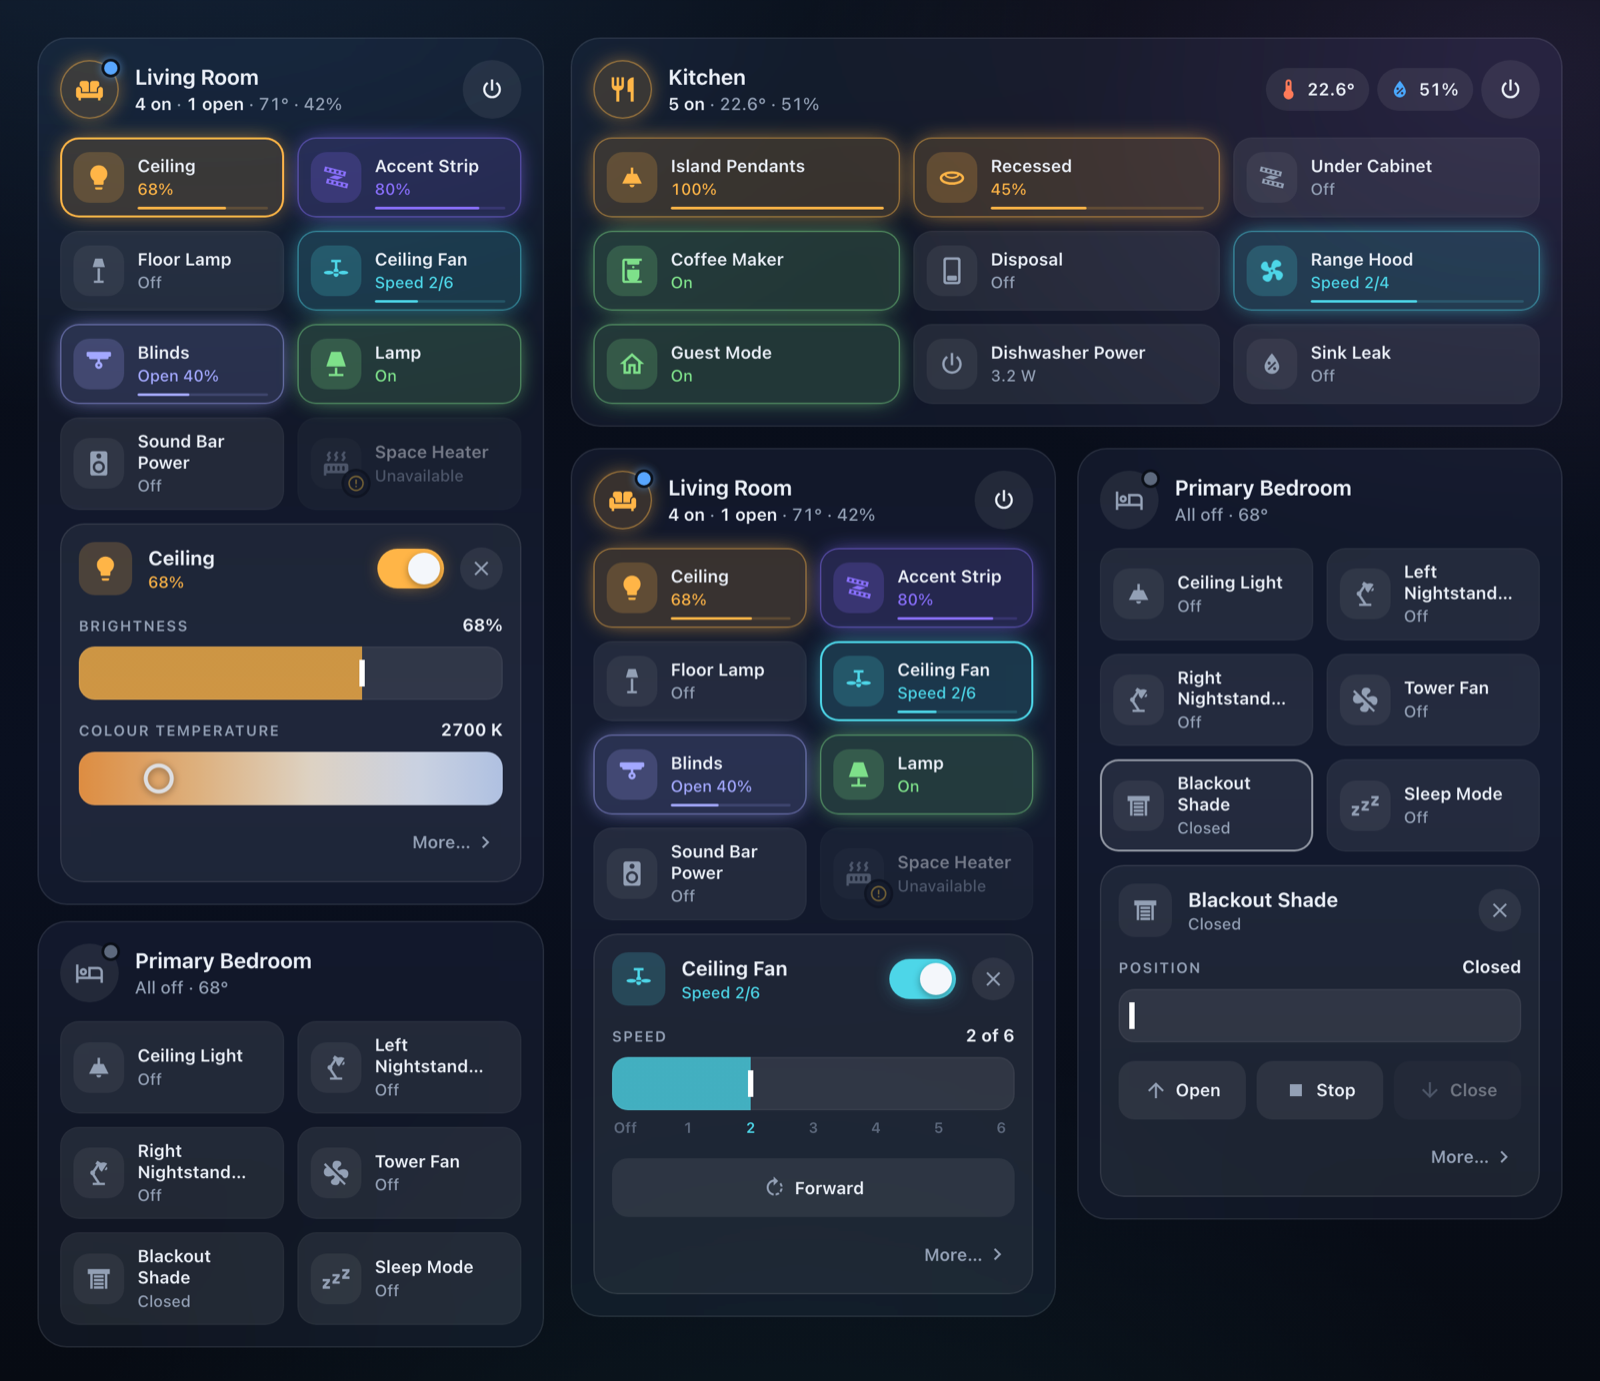 Living Room
4 on · 1 open · 71° · 42%
Ceiling
68%
Accent Strip
80%
Floor Lamp
Off
Ceiling Fan
Speed 2/6
Blinds
Open 40%
Lamp
On
Sound Bar
Power
Off
Space Heater
Unavailable
Ceiling
68%
BRIGHTNESS
68%
COLOUR TEMPERATURE
2700 K
More...
Primary Bedroom
All off · 68°
Ceiling Light
Off
Left
Nightstand...
Off
Right
Nightstand...
Off
Tower Fan
Off
Blackout
Shade
Closed
Sleep Mode
Off
Kitchen
5 on · 22.6° · 51%
22.6°
51%
Island Pendants
100%
Recessed
45%
Under Cabinet
Off
Coffee Maker
On
Disposal
Off
Range Hood
Speed 2/4
Guest Mode
On
Dishwasher Power
3.2 W
Sink Leak
Off
Living Room
4 on · 1 open · 71° · 42%
Ceiling
68%
Accent Strip
80%
Floor Lamp
Off
Ceiling Fan
Speed 2/6
Blinds
Open 40%
Lamp
On
Sound Bar
Power
Off
Space Heater
Unavailable
Ceiling Fan
Speed 2/6
SPEED
2 of 6
Off 1 2 3 4 5 6
Forward
More...
Primary Bedroom
All off · 68°
Ceiling Light
Off
Left
Nightstand...
Off
Right
Nightstand...
Off
Tower Fan
Off
Blackout
Shade
Closed
Sleep Mode
Off
Blackout Shade
Closed
POSITION
Closed
Open
Stop
Close
More...